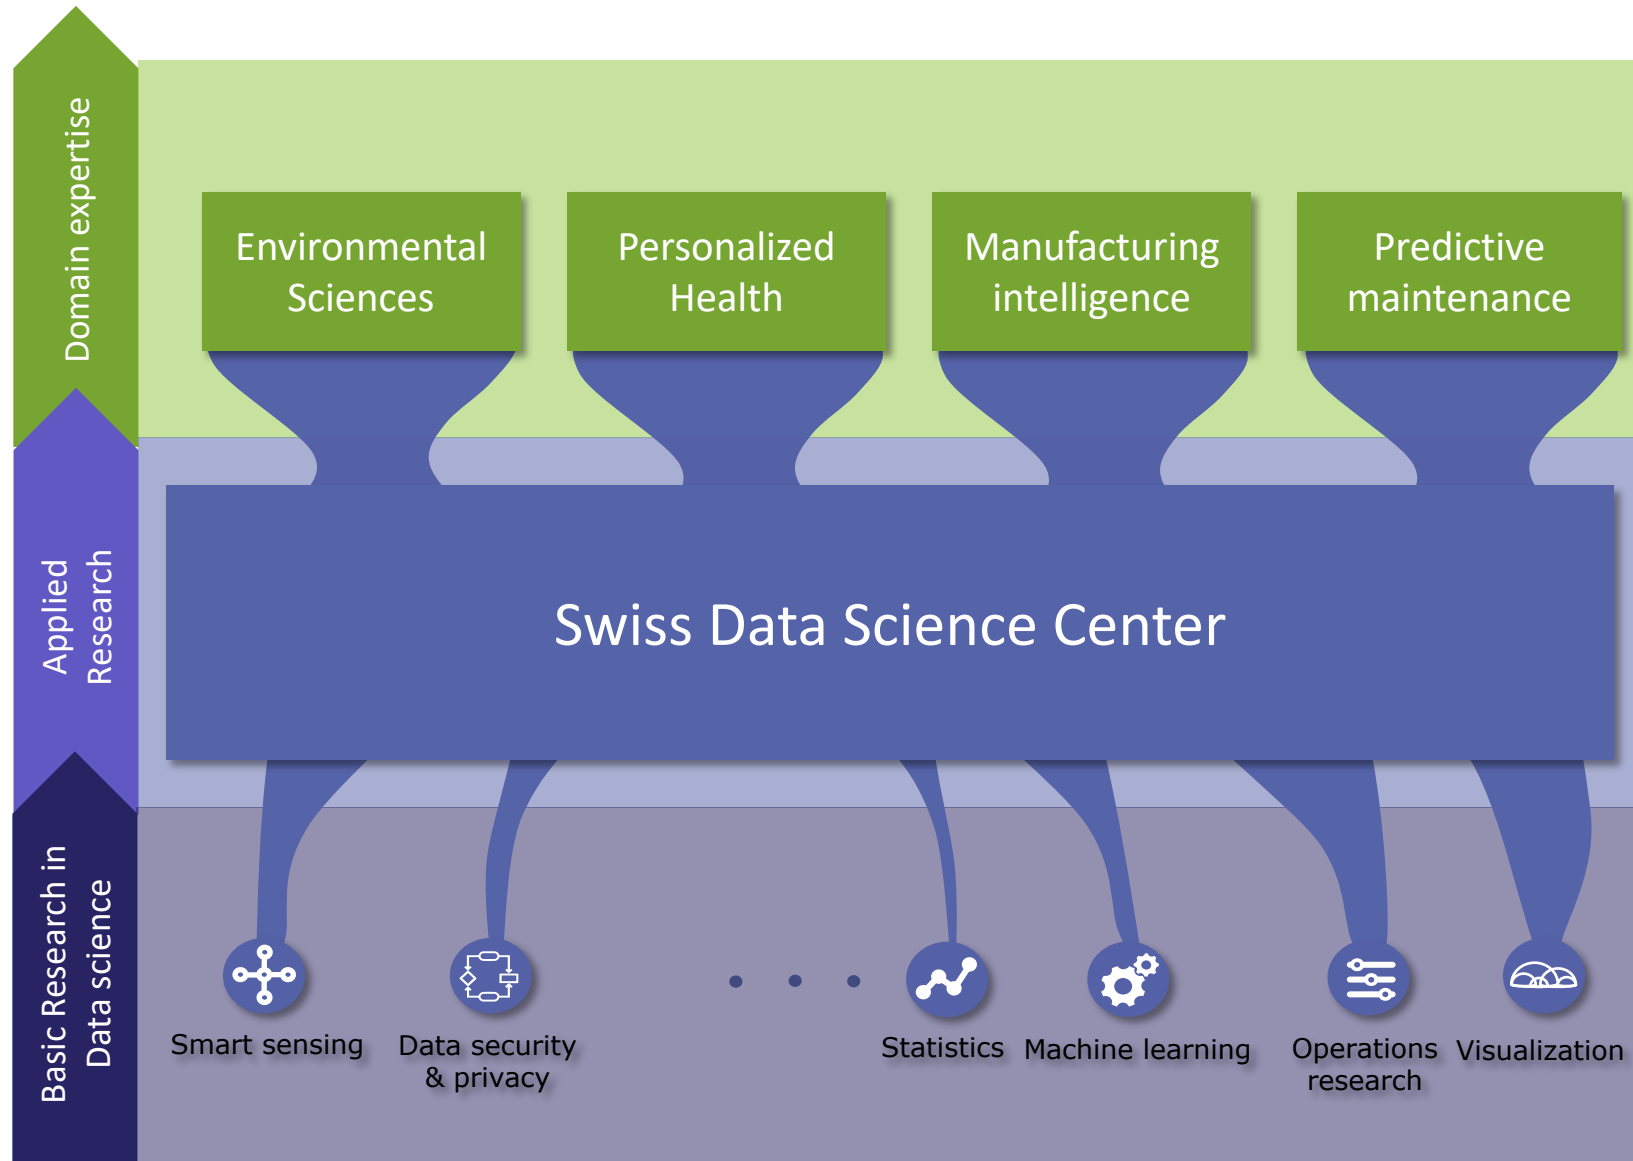 Domain expertise
Environmental
Sciences
Personalized
Health
Manufacturing
intelligence
Predictive
maintenance
Applied
Research
Swiss Data Science Center
Basic Research in
Data science
Smart sensing
Data security
& privacy
. . .
Statistics
Machine learning
Operations
research
Visualization